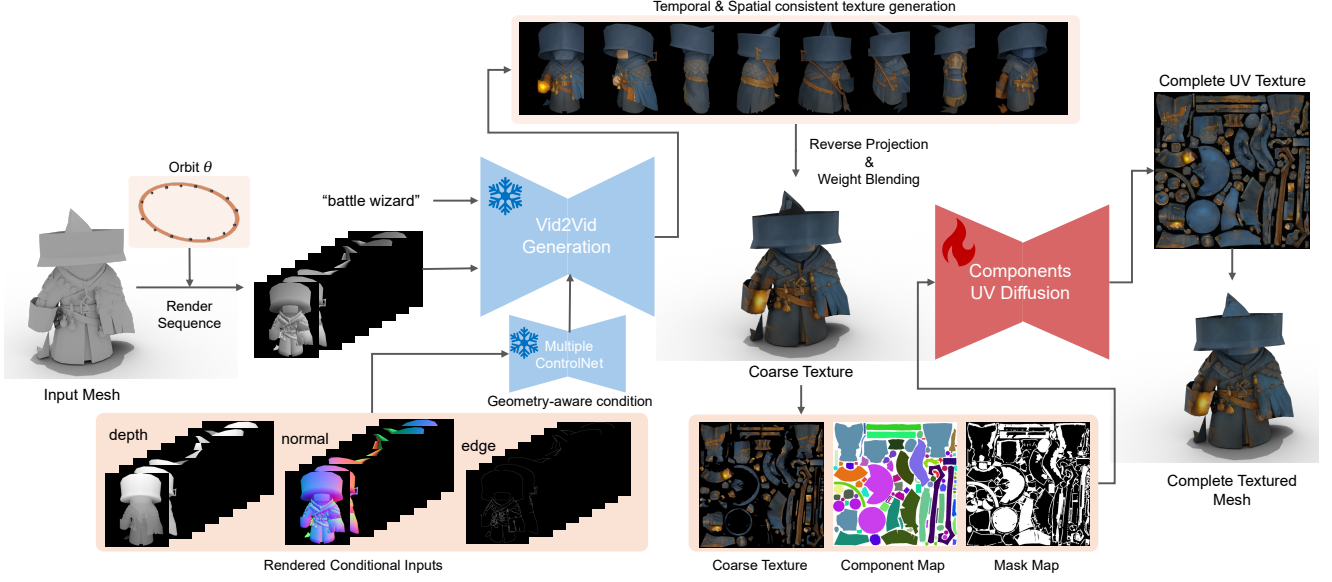 Temporal & Spatial consistent texture generation
Complete UV Texture
Reverse Projection
&
Weight Blending
Orbit θ
"battle wizard"
Vid2Vid
Generation
Components
UV Diffusion
Render
Sequence
Multiple
ControlNet
Input Mesh
Coarse Texture
Geometry-aware condition
depth
normal
edge
Complete Textured
Mesh
Rendered Conditional Inputs
Coarse Texture
Component Map
Mask Map